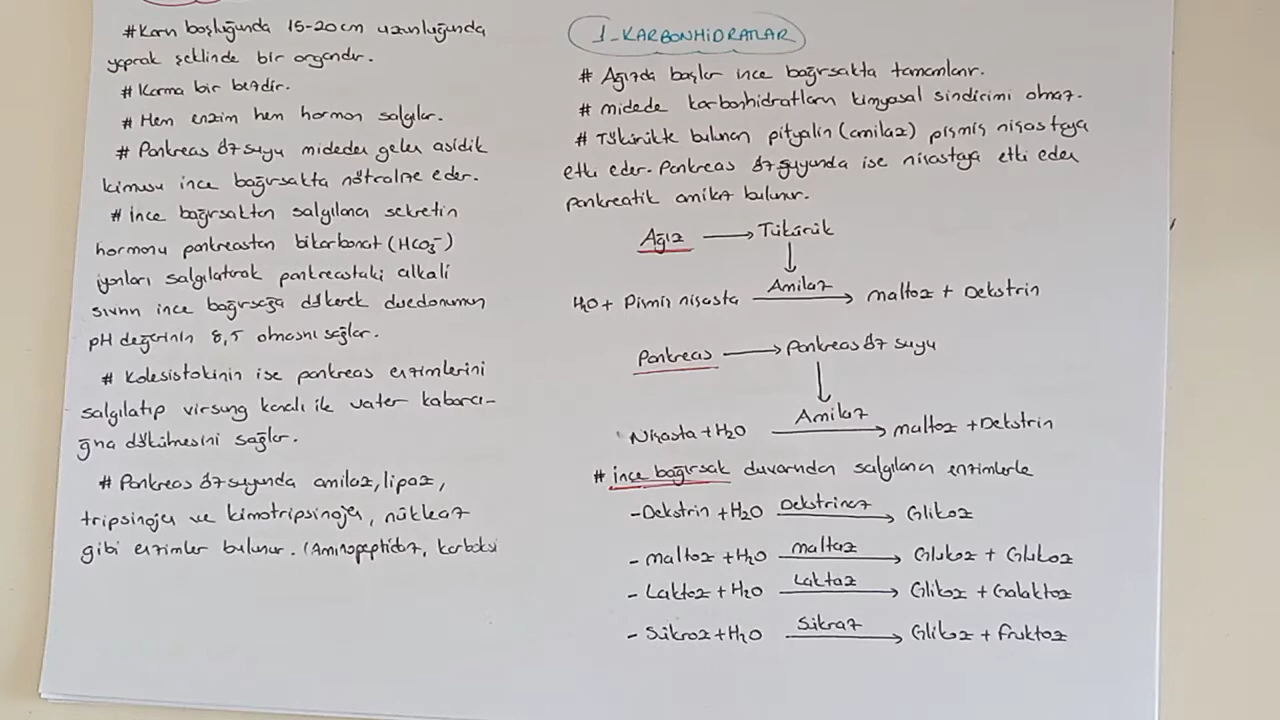 # Karın boşluğunda 15-20cm uzunluğunda
yaprak şeklinde bir organdır.
# Karma bir bezdir.
# Hem enzim hem hormon salgılar.
# Pankreas öz suyu mideden gelen asidik
kimusu ince bağırsakta nötralize eder.
# İnce bağırsaktan salgılanan sekretin
hormonu pankreastan bikarbonat (HCO₃⁻)
iyonları salgılatarak pankreastaki alkali
sıvının ince bağırsağa dökerek duedonumun
pH değerinin 8,5 olmasını sağlar.
# Kolesistokinin ise pankreas enzimlerini
salgılatıp virsung kanalı ile vater kabarcı-
ğına dökülmesini sağlar.
# Pankreas öz suyunda amilaz, lipaz,
tripsinojen ve kimotripsinojen, nükleaz
gibi enzimler bulunur. (Aminopeptidaz, karboksi
1-KARBONHİDRATLAR
# Ağızda başlar ince bağırsakta tamamlanır.
# midede karbonhidratların kimyasal sindirimi olmaz.
# Tükürükte bulunan pityalin (amilaz) pişmiş nişastaya
etki eder. Pankreas öz suyunda ise nişastaya etki eden
pankreatik amilaz bulunur.
Ağız → Tükürük
↓
H₂O + Pişmiş nişasta Amilaz → maltoz + Dekstrin
Pankreas → Pankreas öz suyu
↓
Nişasta + H₂O Amilaz → maltoz + Dekstrin
# İnce bağırsak duvarından salgılanan enzimlerle
- Dekstrin + H₂O Dekstrinaz → Glikoz
- maltoz + H₂O maltaz → Glukoz + Glukoz
- Laktoz + H₂O Laktaz → Glikoz + Galaktoz
- Sükroz + H₂O Sükraz → Glikoz + fruktoz